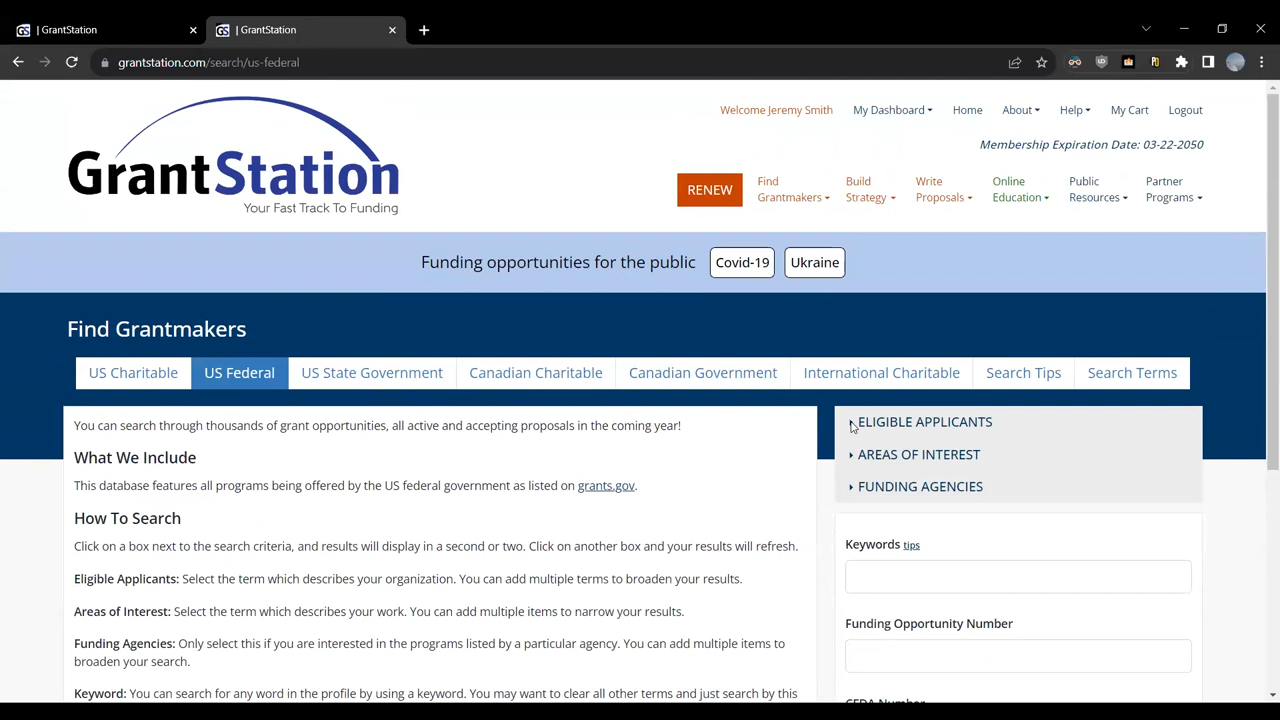 | GrantStation
| GrantStation
grantstation.com/search/us-federal
Welcome Jeremy Smith My Dashboard Home About Help My Cart Logout
Membership Expiration Date: 03-22-2050
GrantStation
Your Fast Track To Funding
RENEW
Find Grantmakers
Build Strategy
Write Proposals
Online Education
Public Resources
Partner Programs
Funding opportunities for the public Covid-19 Ukraine
Find Grantmakers
US Charitable US Federal US State Government Canadian Charitable Canadian Government International Charitable Search Tips Search Terms
You can search through thousands of grant opportunities, all active and accepting proposals in the coming year!
What We Include
This database features all programs being offered by the US federal government as listed on grants.gov.
How To Search
Click on a box next to the search criteria, and results will display in a second or two. Click on another box and your results will refresh.
Eligible Applicants: Select the term which describes your organization. You can add multiple terms to broaden your results.
Areas of Interest: Select the term which describes your work. You can add multiple items to narrow your results.
Funding Agencies: Only select this if you are interested in the programs listed by a particular agency. You can add multiple items to
broaden your search.
Keyword: You can search for any word in the profile by using a keyword. You may want to clear all other terms and just search by this
ELIGIBLE APPLICANTS
AREAS OF INTEREST
FUNDING AGENCIES
Keywords tips
Funding Opportunity Number
CFDA Number